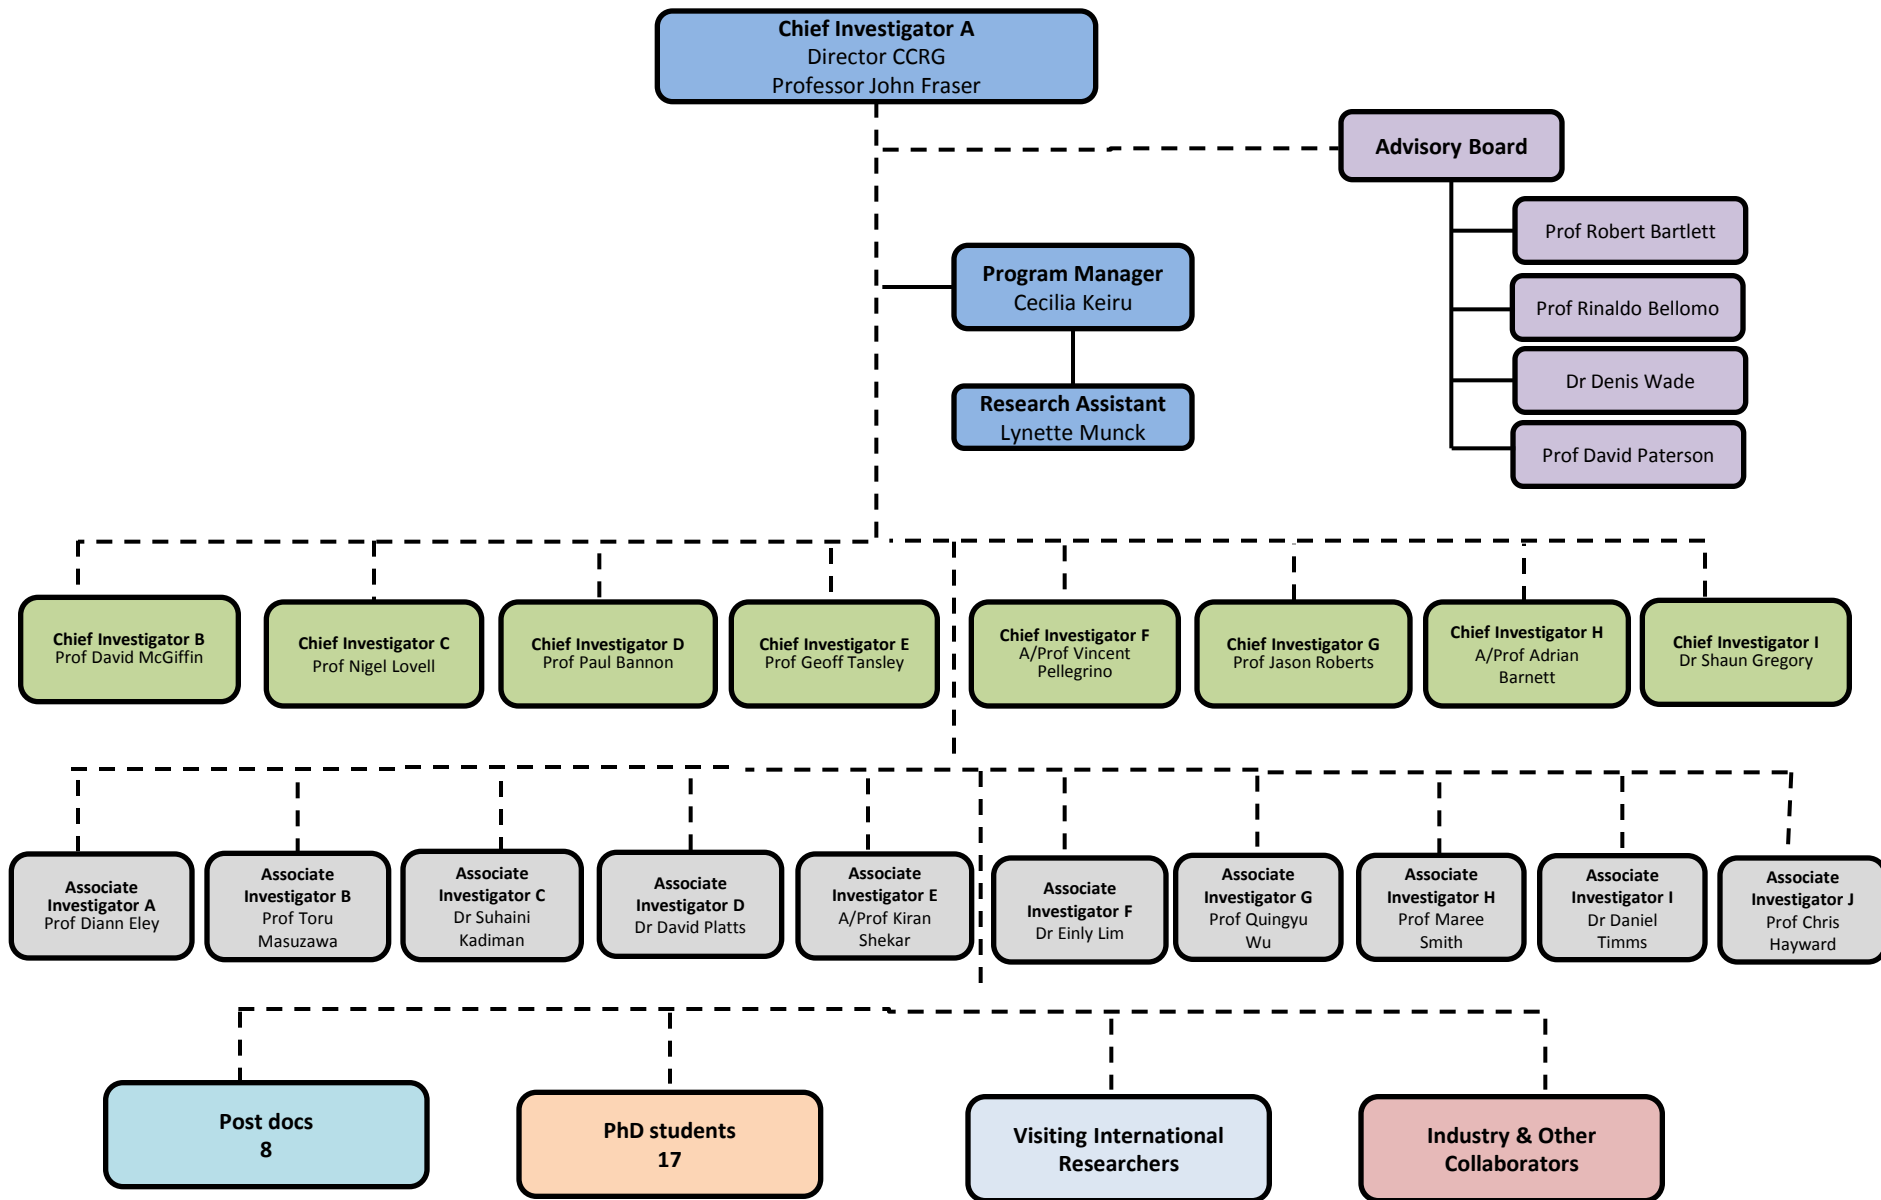 Chief Investigator A
Director CCRG
Professor John Fraser
Advisory Board
Prof Robert Bartlett
Prof Rinaldo Bellomo
Dr Denis Wade
Prof David Paterson
Program Manager
Cecilia Keiru
Research Assistant
Lynette Munck
Chief Investigator B
Prof David McGiffin
Chief Investigator C
Prof Nigel Lovell
Chief Investigator D
Prof Paul Bannon
Chief Investigator E
Prof Geoff Tansley
Chief Investigator F
A/Prof Vincent
Pellegrino
Chief Investigator G
Prof Jason Roberts
Chief Investigator H
A/Prof Adrian
Barnett
Chief Investigator I
Dr Shaun Gregory
Associate
Investigator A
Prof Diann Eley
Associate
Investigator B
Prof Toru
Masuzawa
Associate
Investigator C
Dr Suhaini
Kadiman
Associate
Investigator D
Dr David Platts
Associate
Investigator E
A/Prof Kiran
Shekar
Associate
Investigator F
Dr Einly Lim
Associate
Investigator G
Prof Quingyu
Wu
Associate
Investigator H
Prof Maree
Smith
Associate
Investigator I
Dr Daniel
Timms
Associate
Investigator J
Prof Chris
Hayward
Post docs
8
PhD students
17
Visiting International
Researchers
Industry & Other
Collaborators